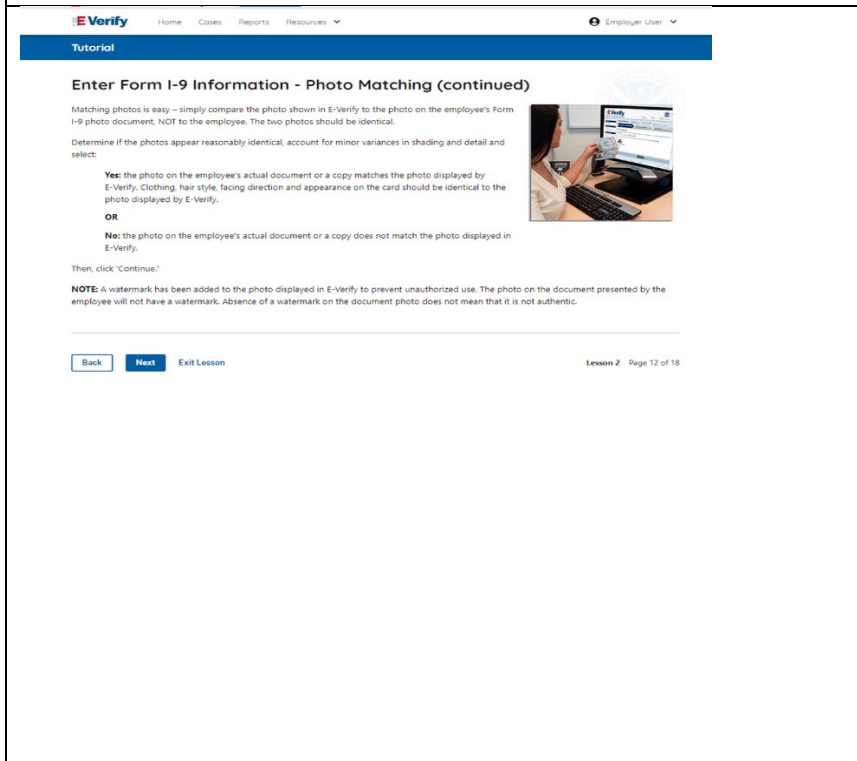 E-Verify Home Cases Reports Resources Employer User
Tutorial
Enter Form I-9 Information - Photo Matching (continued)
Matching photos is easy – simply compare the photo shown in E-Verify to the photo on the employee's Form
I-9 photo document, NOT to the employee. The two photos should be identical.
Determine if the photos appear reasonably identical, account for minor variances in shading and detail and
select:
Yes: the photo on the employee's actual document or a copy matches the photo displayed by
E-Verify. Clothing, hair style, facing direction and appearance on the card should be identical to the
photo displayed by E-Verify.
OR
No: the photo on the employee's actual document or a copy does not match the photo displayed in
E-Verify.
Then, click 'Continue.'
NOTE: A watermark has been added to the photo displayed in E-Verify to prevent unauthorized use. The photo on the document presented by the
employee will not have a watermark. Absence of a watermark on the document photo does not mean that it is not authentic.
Back Next Exit Lesson Lesson 2 Page 12 of 18